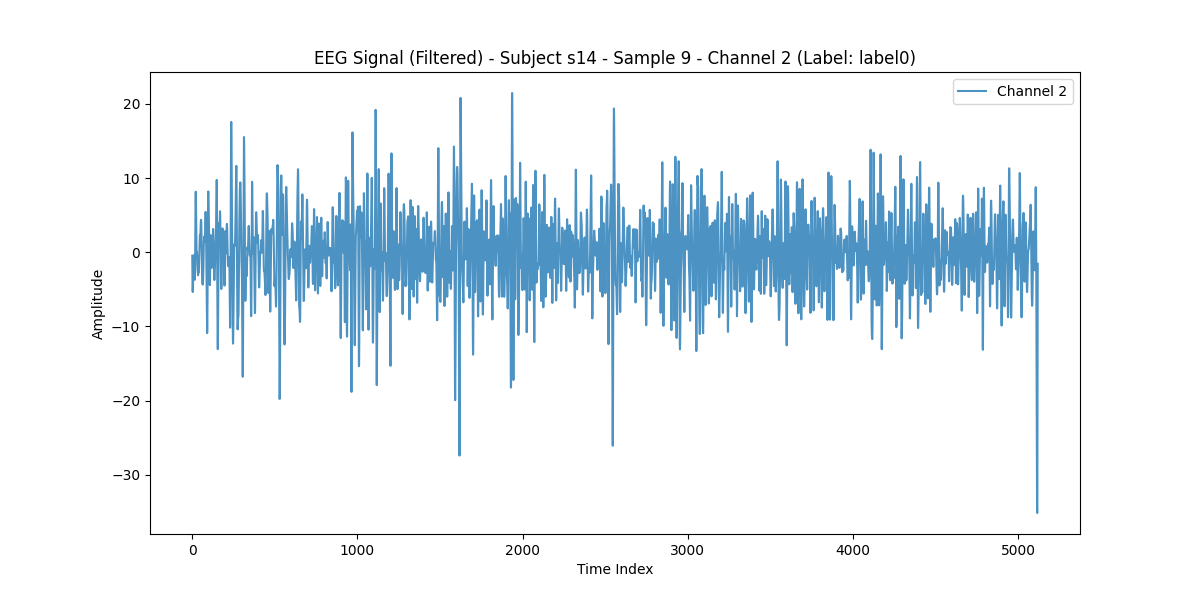 EEG Signal (Filtered) - Subject s14 - Sample 9 - Channel 2 (Label: label0)
Channel 2
20
10
0
−10
−20
−30
Amplitude
0 1000 2000 3000 4000 5000
Time Index